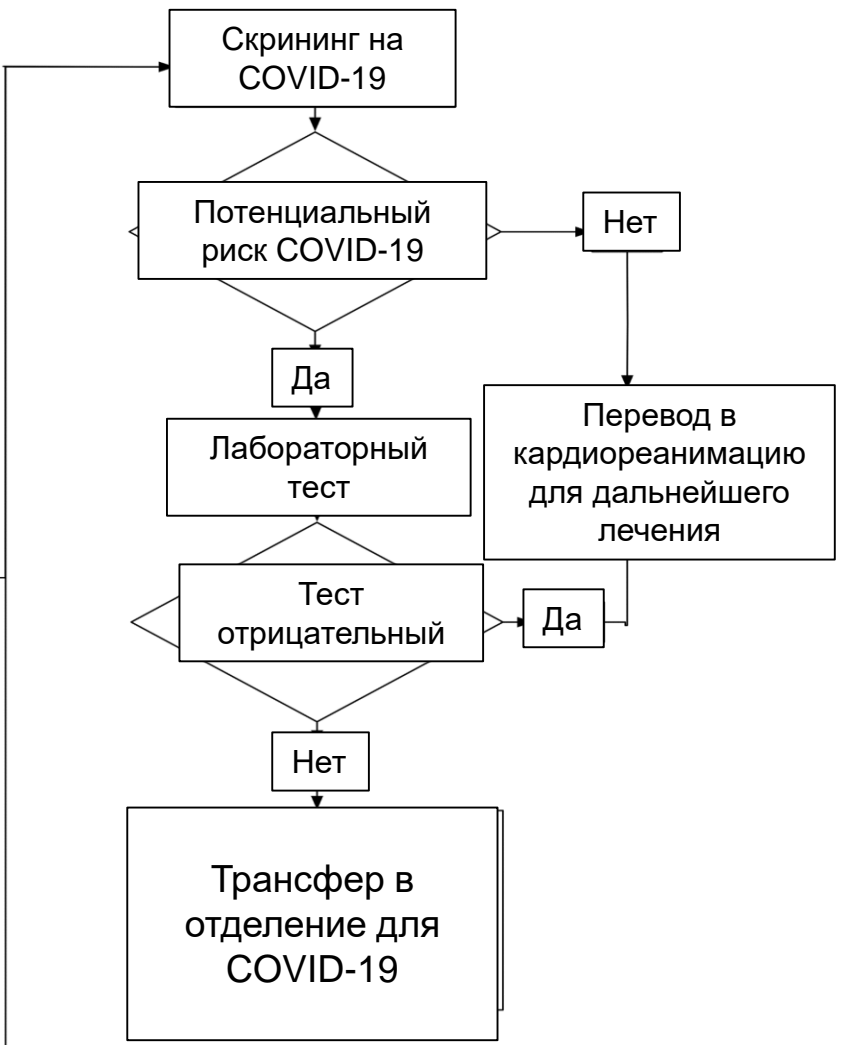 Скрининг на
COVID-19
Потенциальный
риск COVID-19
Нет
Да
Перевод в
кардиореанимацию
для дальнейшего
лечения
Лабораторный
тест
Тест
отрицательный
Да
Нет
Трансфер в
отделение для
COVID-19